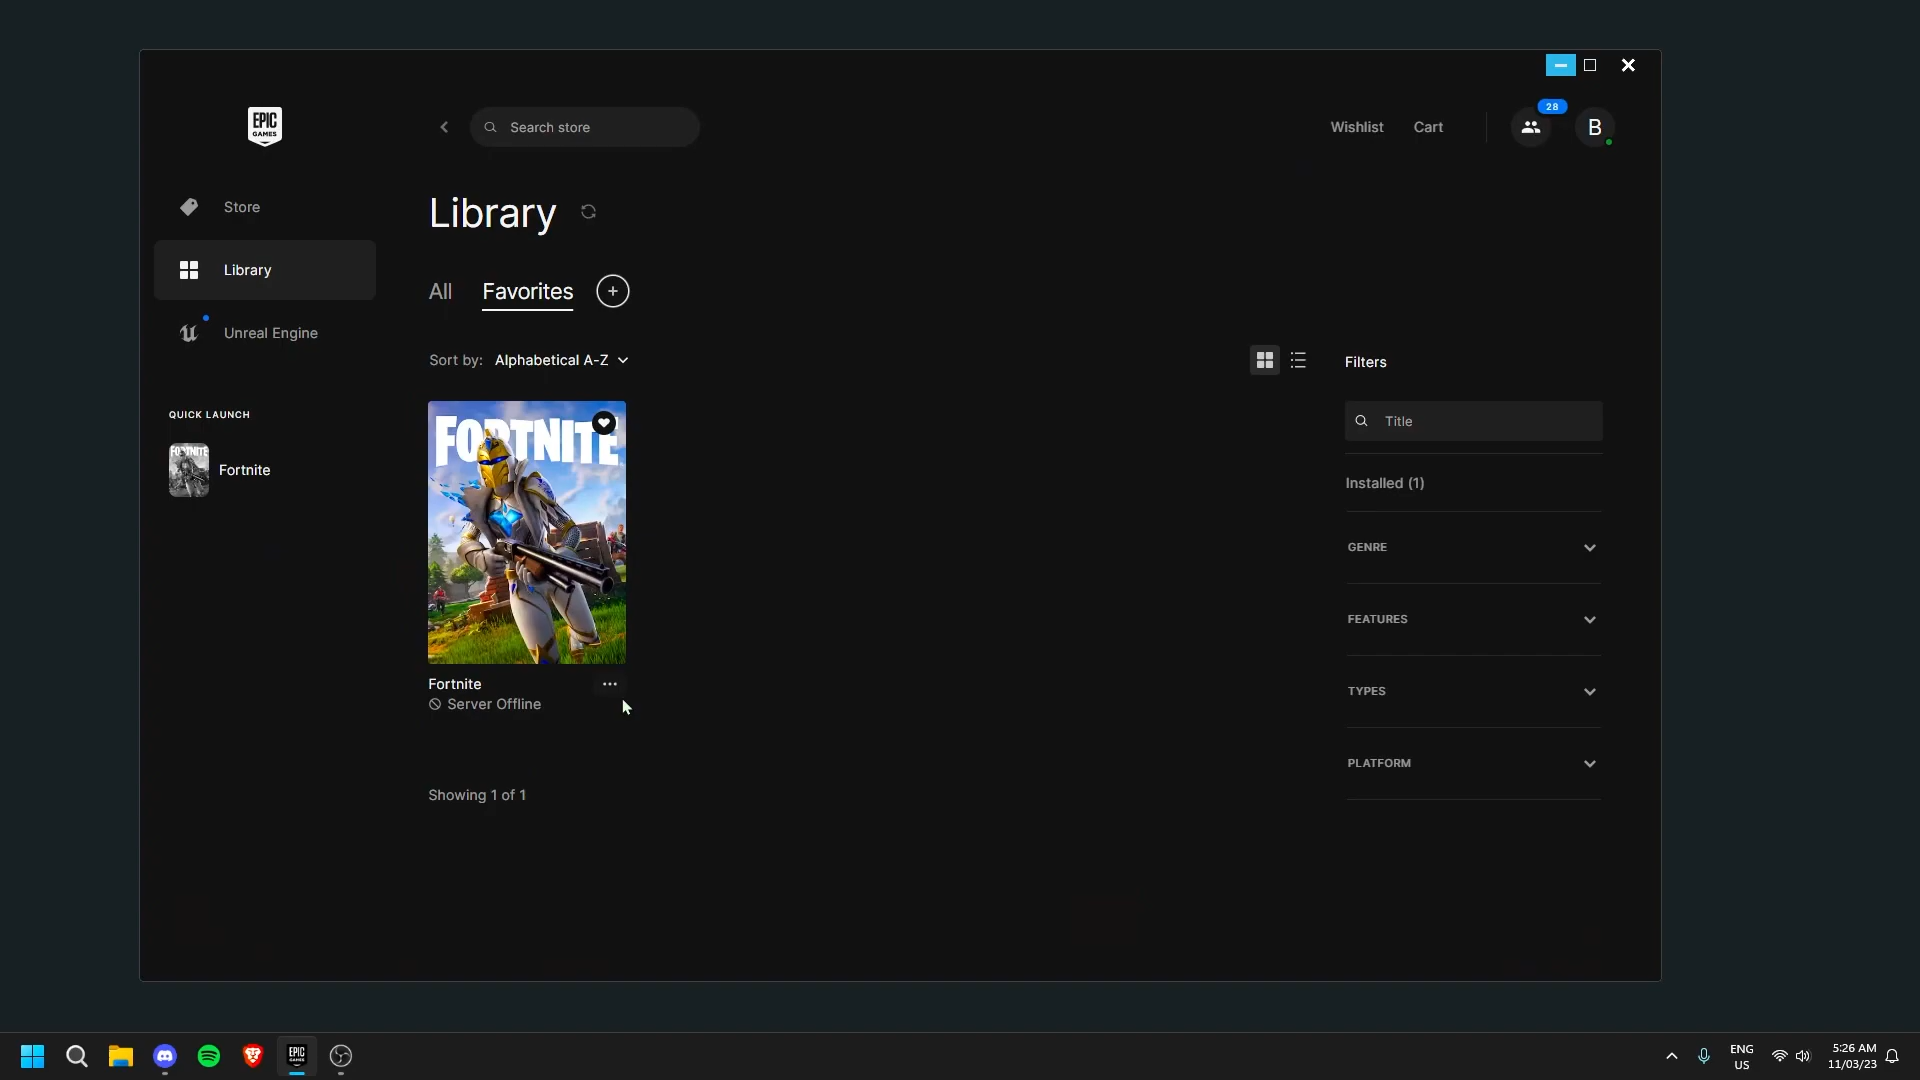 EPIC
GAMES
Search store
Wishlist
Cart
28
B
Store
Library
Unreal Engine
QUICK LAUNCH
FORTNITE
Fortnite
Library
All
Favorites
Sort by: Alphabetical A-Z
FORTNITE
Fortnite
Server Offline
Showing 1 of 1
Filters
Title
Installed (1)
GENRE
FEATURES
TYPES
PLATFORM
EPIC
GAMES
ENG
US
5:26 AM
11/03/23